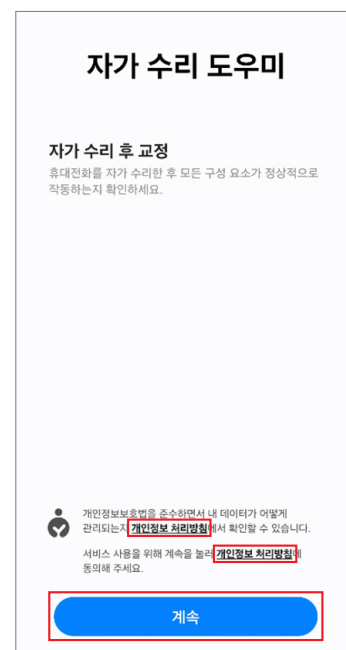 자가 수리 도우미
자가 수리 후 교정
휴대전화를 자가 수리한 후 모든 구성 요소가 정상적으로
작동하는지 확인하세요.
개인정보보호법을 준수하면서 내 데이터가 어떻게
관리되는지 개인정보 처리방침에서 확인할 수 있습니다.
서비스 사용을 위해 계속을 눌러 개인정보 처리방침에
동의해 주세요.
계속